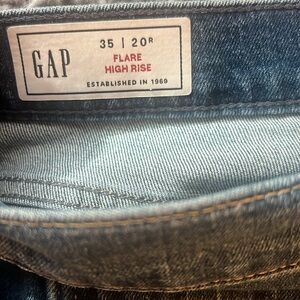 GAP
35 | 20R
FLARE
HIGH RISE
ESTABLISHED IN 1969